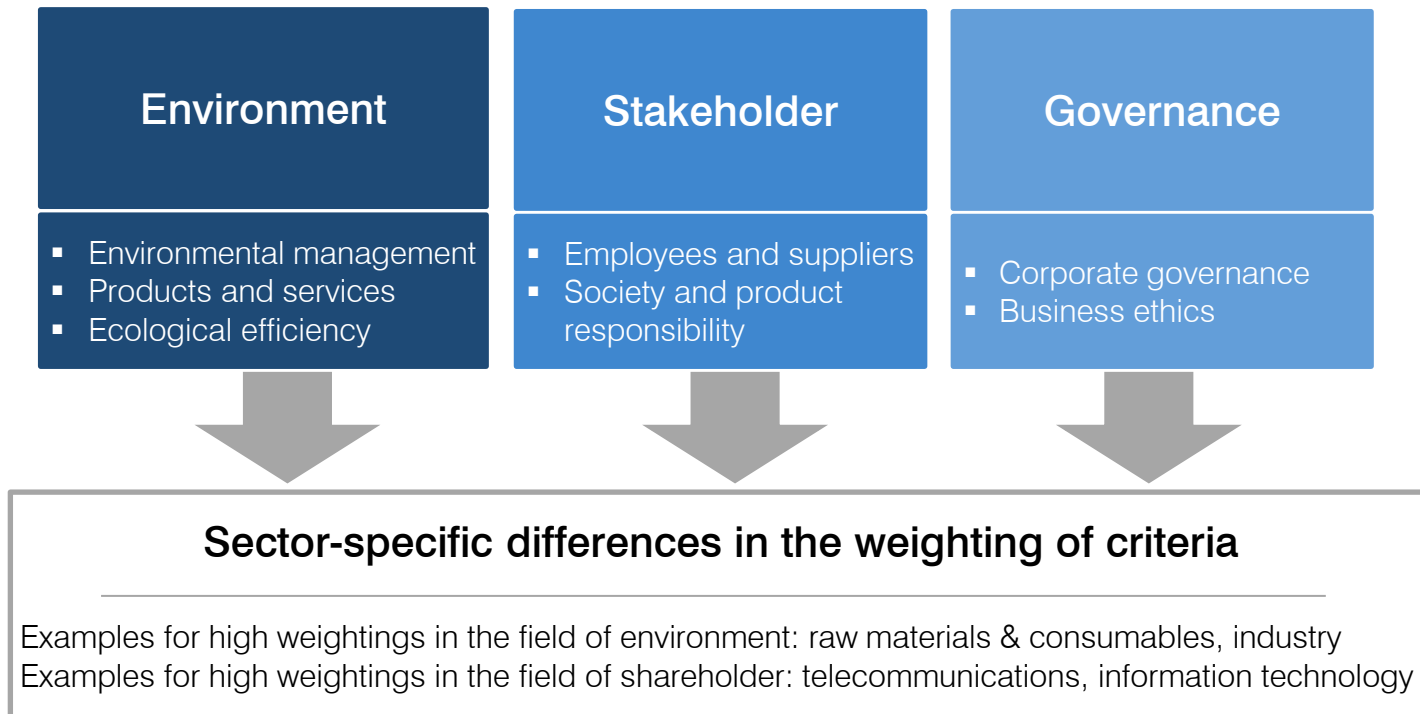 Environment
▪ Environmental management
▪ Products and services
▪ Ecological efficiency
Stakeholder
▪ Employees and suppliers
▪ Society and product
responsibility
Governance
▪ Corporate governance
▪ Business ethics
Sector-specific differences in the weighting of criteria
Examples for high weightings in the field of environment: raw materials & consumables, industry
Examples for high weightings in the field of shareholder: telecommunications, information technology